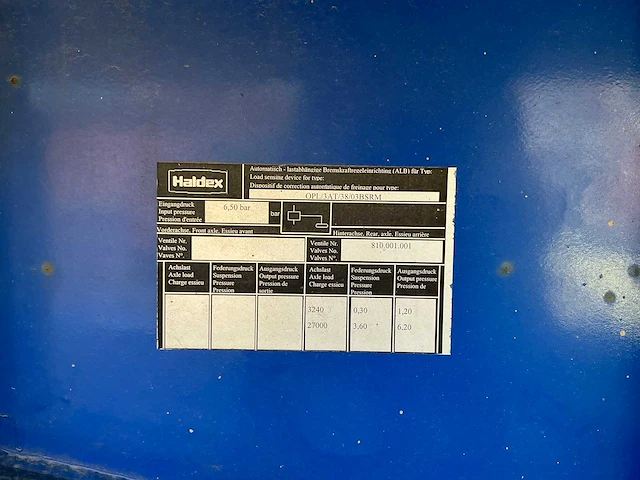 Haldex
Automatisch - lastabhängige Bremskraftregeleinrichtung (ALB) für Typ:
Load sensing device for type:
Dispositif de correction automatique de freinage pour type:
OPL/3AT/38/03BSRM
Eingangdruck
Input pressure
Pression d'entrée
6,50 bar
bar
Vorderachse, Front axle, Essieu avant
Hinterachse, Rear, axle, Essieu arrière
Ventile Nr.
Valves No.
Vaves N°.
Ventile Nr.
Valves No.
Valves N°.
810.001.001
Achslast
Axle load
Charge essieu
Federungsdruck
Suspension
Pressure
Pression
Ausgangsdruck
Output pressure
Pression de
sortie
Achslast
Axle load
Charge essieu
Federungsdruck
Suspension
Pressure
Pression
Ausgangsdruck
Output pressure
Pression de
3240 0,30 1,20
27000 3.60 6,20